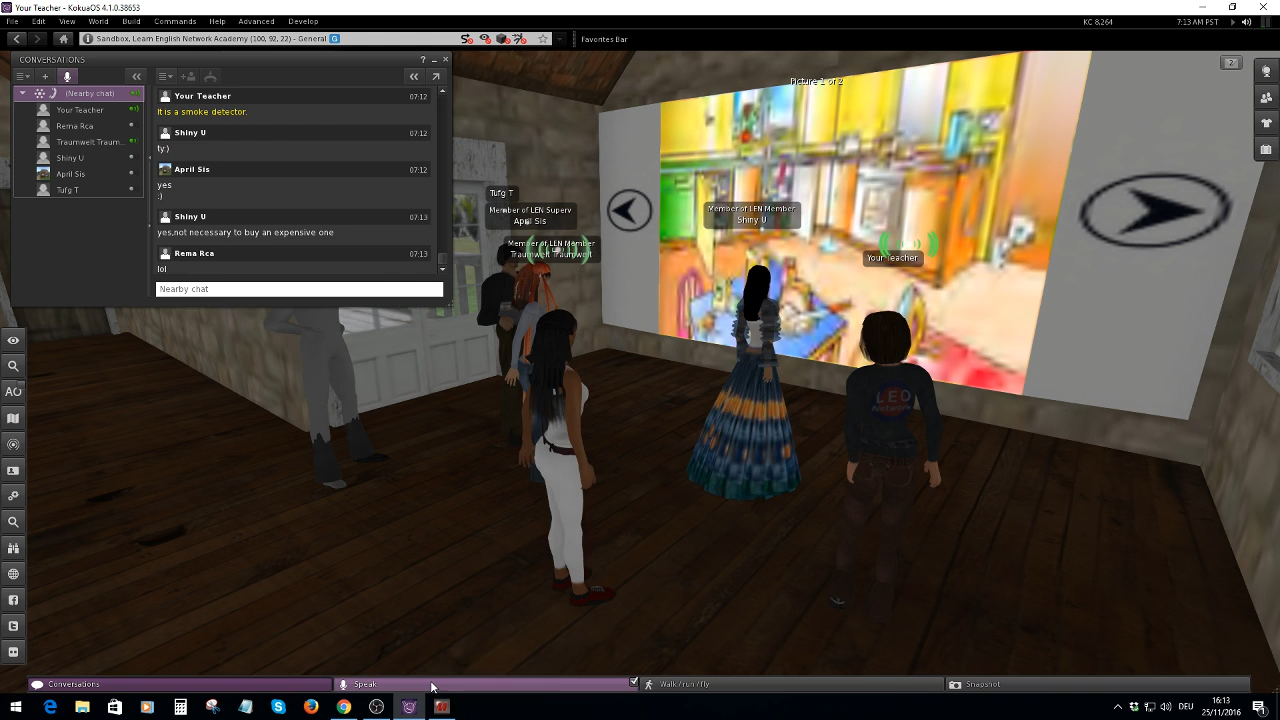 Your Teacher - KokuaOS 4.1.0.38653
File Edit View World Build Commands Help Advanced Develop
KC 8,264 7:13 AM PST
Sandbox, Learn English Network Academy (100, 92, 22) - General G
Favorites Bar
CONVERSATIONS
(Nearby chat)
Your Teacher
Rema Rca
Traumwelt Traum...
Shiny U
April Sis
Tufg T
Your Teacher 07:12
It is a smoke detector.
Shiny U 07:12
ty:)
April Sis 07:12
yes
:)
Shiny U 07:13
yes,not necessary to buy an expensive one
Rema Rca 07:13
lol
Nearby chat
Picture 1 of 2
2
Tufg T
Member of LEN Superv
April Sis
Member of LEN Member
Traumwelt Traumwelt
Member of LEN Member
Shiny U
Your Teacher
LEO
Network
Conversations
Speak
Walk / run / fly
Snapshot
DEU
16:13
25/11/2016